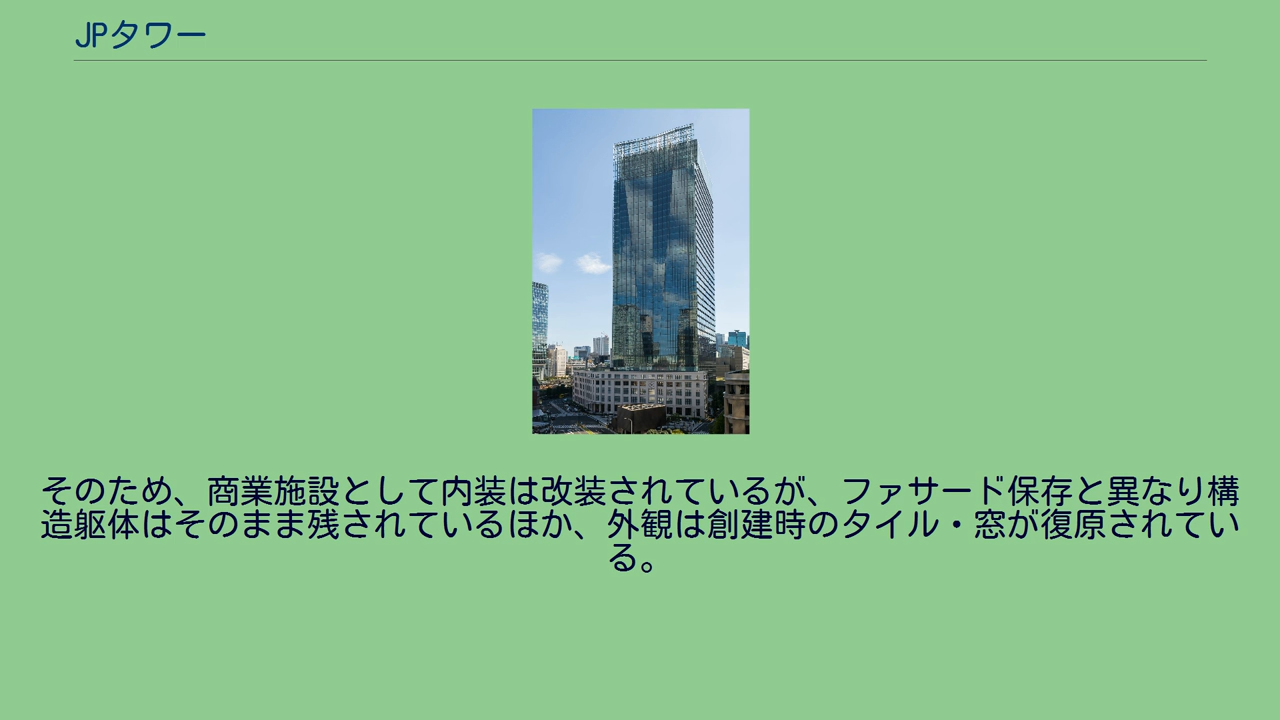 JPタワー
そのため、商業施設として内装は改装されているが、ファサード保存と異なり構
造躯体はそのまま残されているほか、外観は創建時のタイル・窓が復原されてい
る。